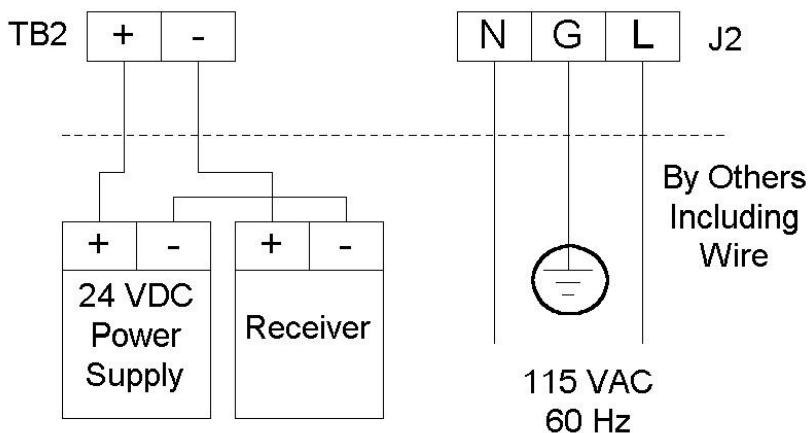 TB2 + - N G L J2
By Others
Including
Wire
+ - + -
24 VDC
Power
Supply
Receiver
115 VAC
60 Hz